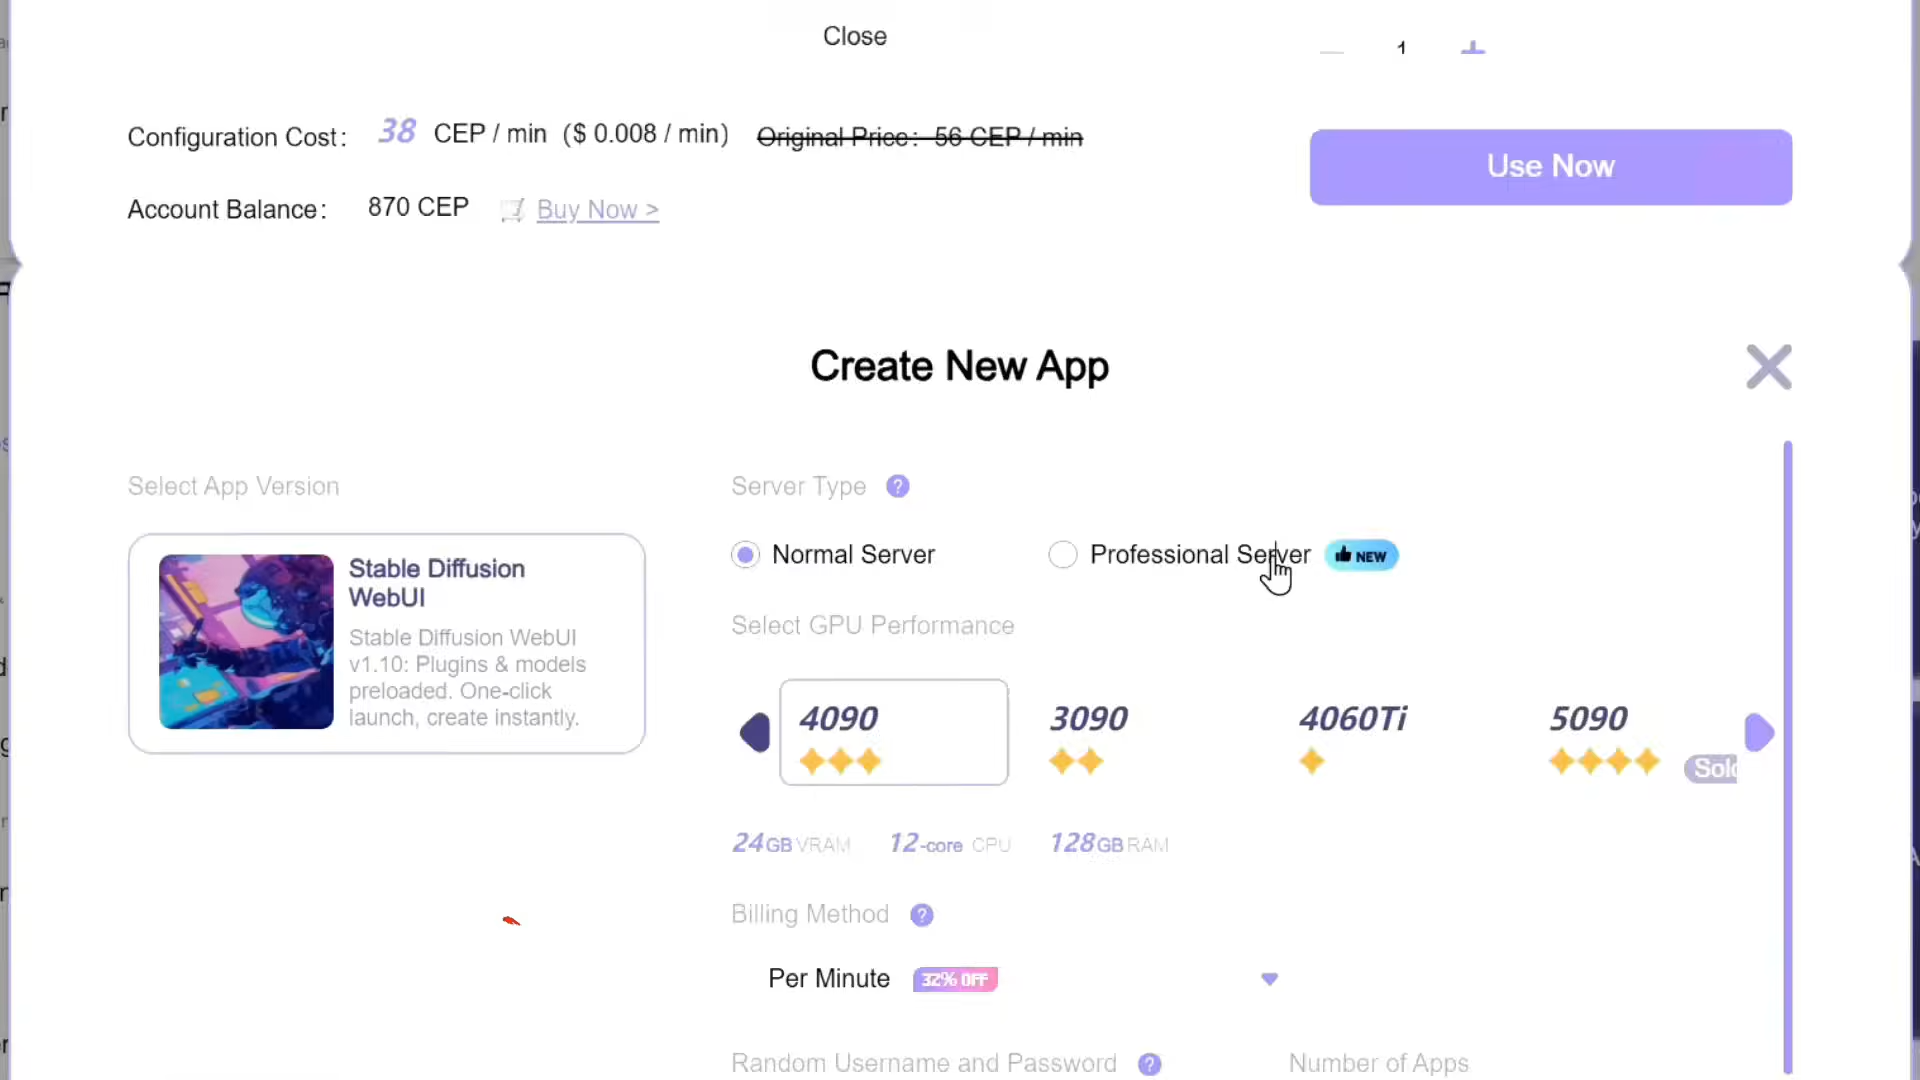 Close
1
Configuration Cost: 38 CEP / min ($ 0.008 / min) Original Price: 56 CEP / min
Use Now
Account Balance: 870 CEP Buy Now >
Create New App
Select App Version
Server Type ?
Normal Server
Professional Server NEW
Stable Diffusion
WebUI
Stable Diffusion WebUI
v1.10: Plugins & models
preloaded. One-click
launch, create instantly.
Select GPU Performance
4090
3090
4060Ti
5090
24GB VRAM 12-core CPU 128GB RAM
Billing Method ?
Per Minute 32% OFF
Random Username and Password ?
Number of Apps